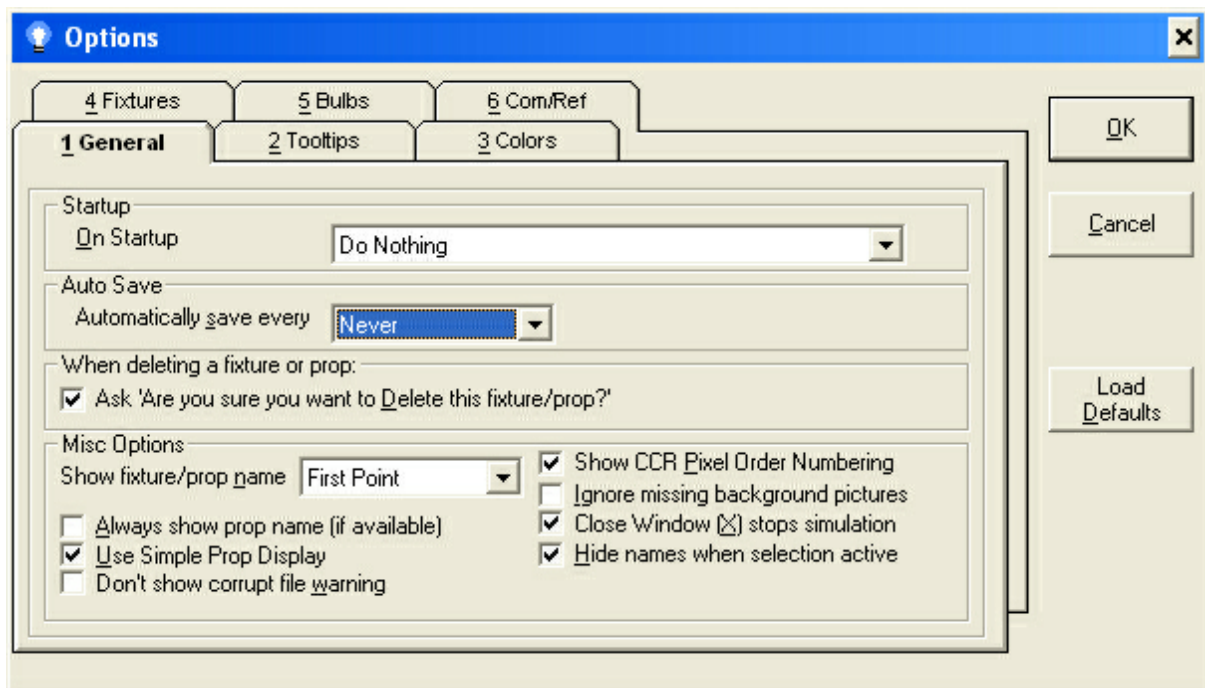 Options
4 Fixtures
5 Bulbs
6 Com/Ref
1 General
2 Tooltips
3 Colors
OK
Cancel
Load
Defaults
Startup
On Startup
Do Nothing
Auto Save
Automatically save every
Never
When deleting a fixture or prop:
Ask 'Are you sure you want to Delete this fixture/prop?'
Misc Options
Show fixture/prop name
First Point
Always show prop name (if available)
Use Simple Prop Display
Don't show corrupt file warning
Show CCR Pixel Order Numbering
Ignore missing background pictures
Close Window (X) stops simulation
Hide names when selection active